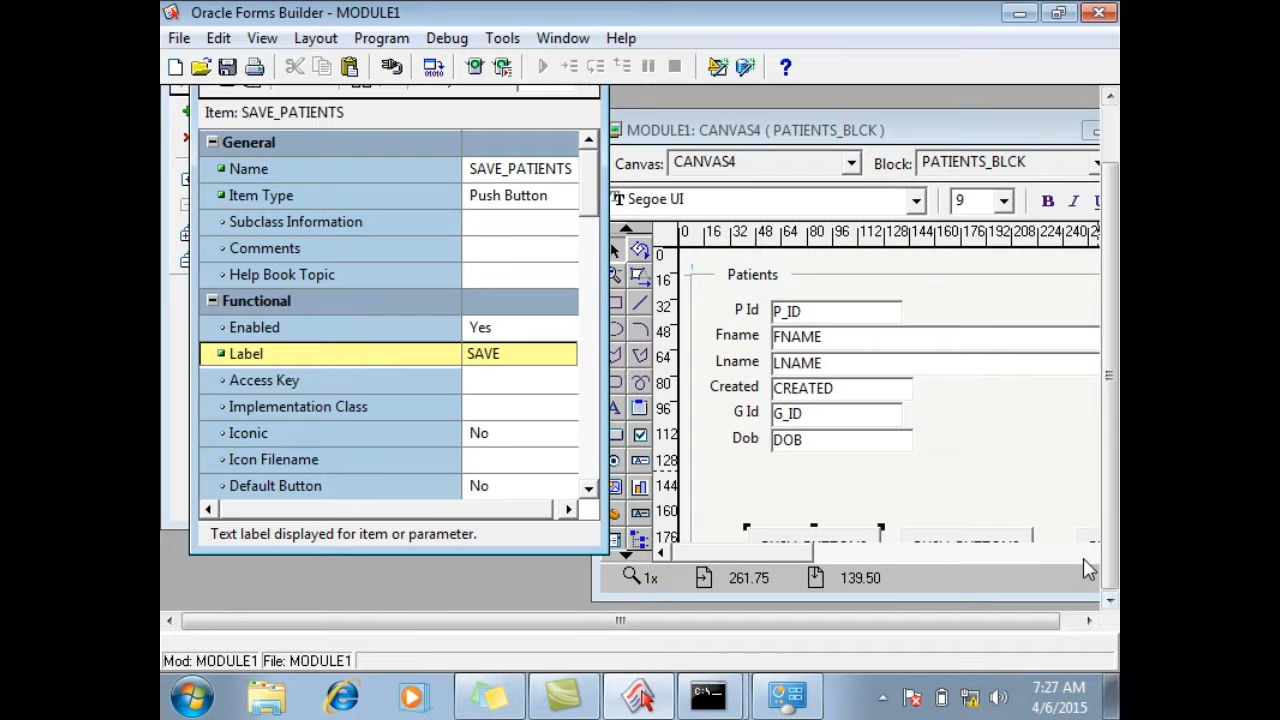 Oracle Forms Builder - MODULE1
File Edit View Layout Program Debug Tools Window Help
Item: SAVE_PATIENTS
General
Name SAVE_PATIENTS
Item Type Push Button
Subclass Information
Comments
Help Book Topic
Functional
Enabled Yes
Label SAVE
Access Key
Implementation Class
Iconic No
Icon Filename
Default Button No
Text label displayed for item or parameter.
MODULE1: CANVAS4 ( PATIENTS_BLCK )
Canvas: CANVAS4 Block: PATIENTS_BLCK
Segoe UI 9 B I U
0 16 32 48 64 80 96 112 128 144 160 176 192 208 224 240
0
16
32
48
64
80
96
112
128
144
160
176
Patients
P Id P_ID
Fname FNAME
Lname LNAME
Created CREATED
G Id G_ID
Dob DOB
1x 261.75 139.50
Mod: MODULE1 File: MODULE1
7:27 AM
4/6/2015